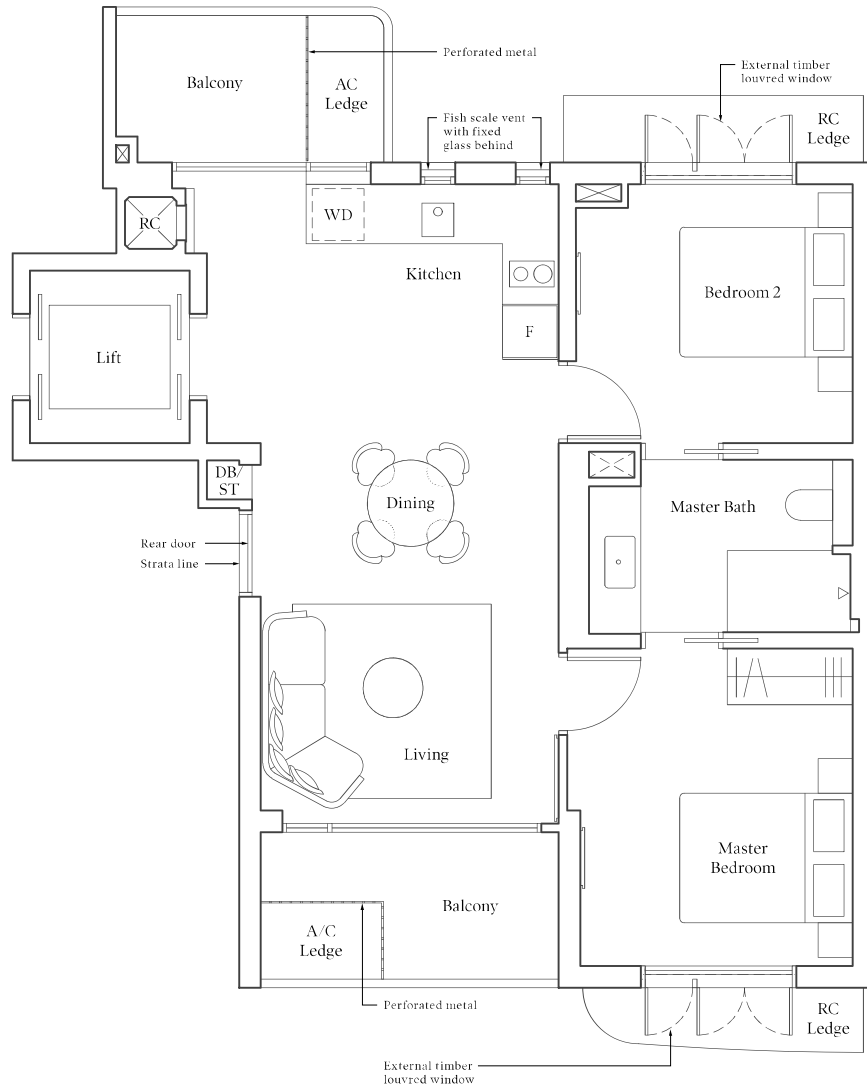 Perforated metal
External timber
louvred window
Balcony
AC
Ledge
Fish scale vent
with fixed
glass behind
RC
Ledge
WD
RC
Kitchen
Bedroom 2
F
Lift
DB/
ST
Dining
Master Bath
Rear door
Strata line
Living
Master
Bedroom
Balcony
A/C
Ledge
Perforated metal
RC
Ledge
External timber
louvred window